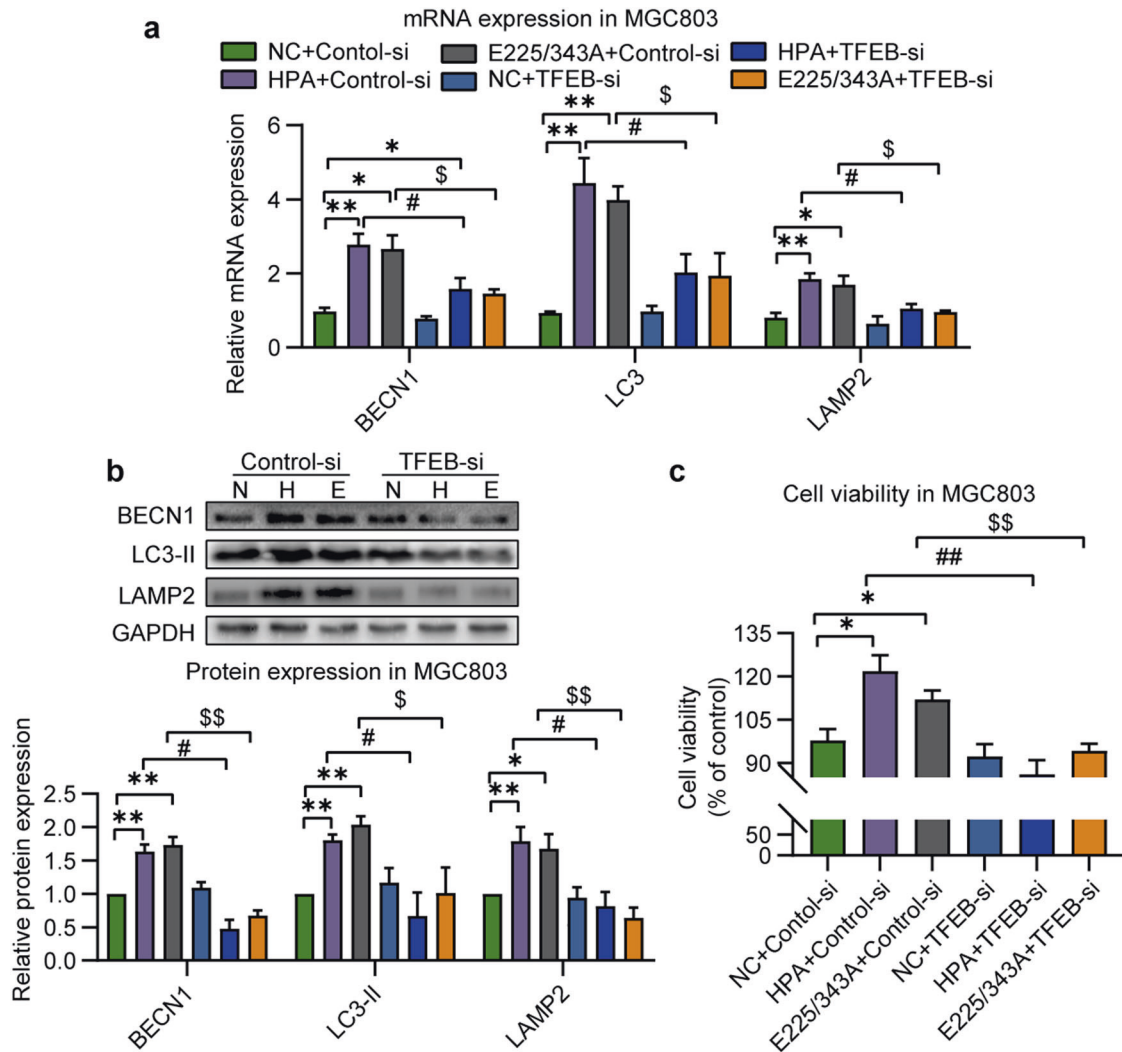 a
mRNA expression in MGC803
NC+Contol-si
E225/343A+Control-si
HPA+TFEB-si
HPA+Control-si
NC+TFEB-si
E225/343A+TFEB-si
Relative mRNA expression
6
4
2
0
** * * # $
** ** # $
** * # $
BECN1
LC3
LAMP2
b
Control-si TFEB-si
N H E N H E
BECN1
LC3-II
LAMP2
GAPDH
Protein expression in MGC803
Relative protein expression
2.5
2.0
1.5
1.0
0.5
0.0
** ** # $$
** ** # $
** * # $$
BECN1
LC3-II
LAMP2
c
Cell viability in MGC803
Cell viability
(% of control)
135
120
105
90
50
0
* * ## $$
NC+Contol-si
HPA+Control-si
E225/343A+Control-si
NC+TFEB-si
HPA+TFEB-si
E225/343A+TFEB-si